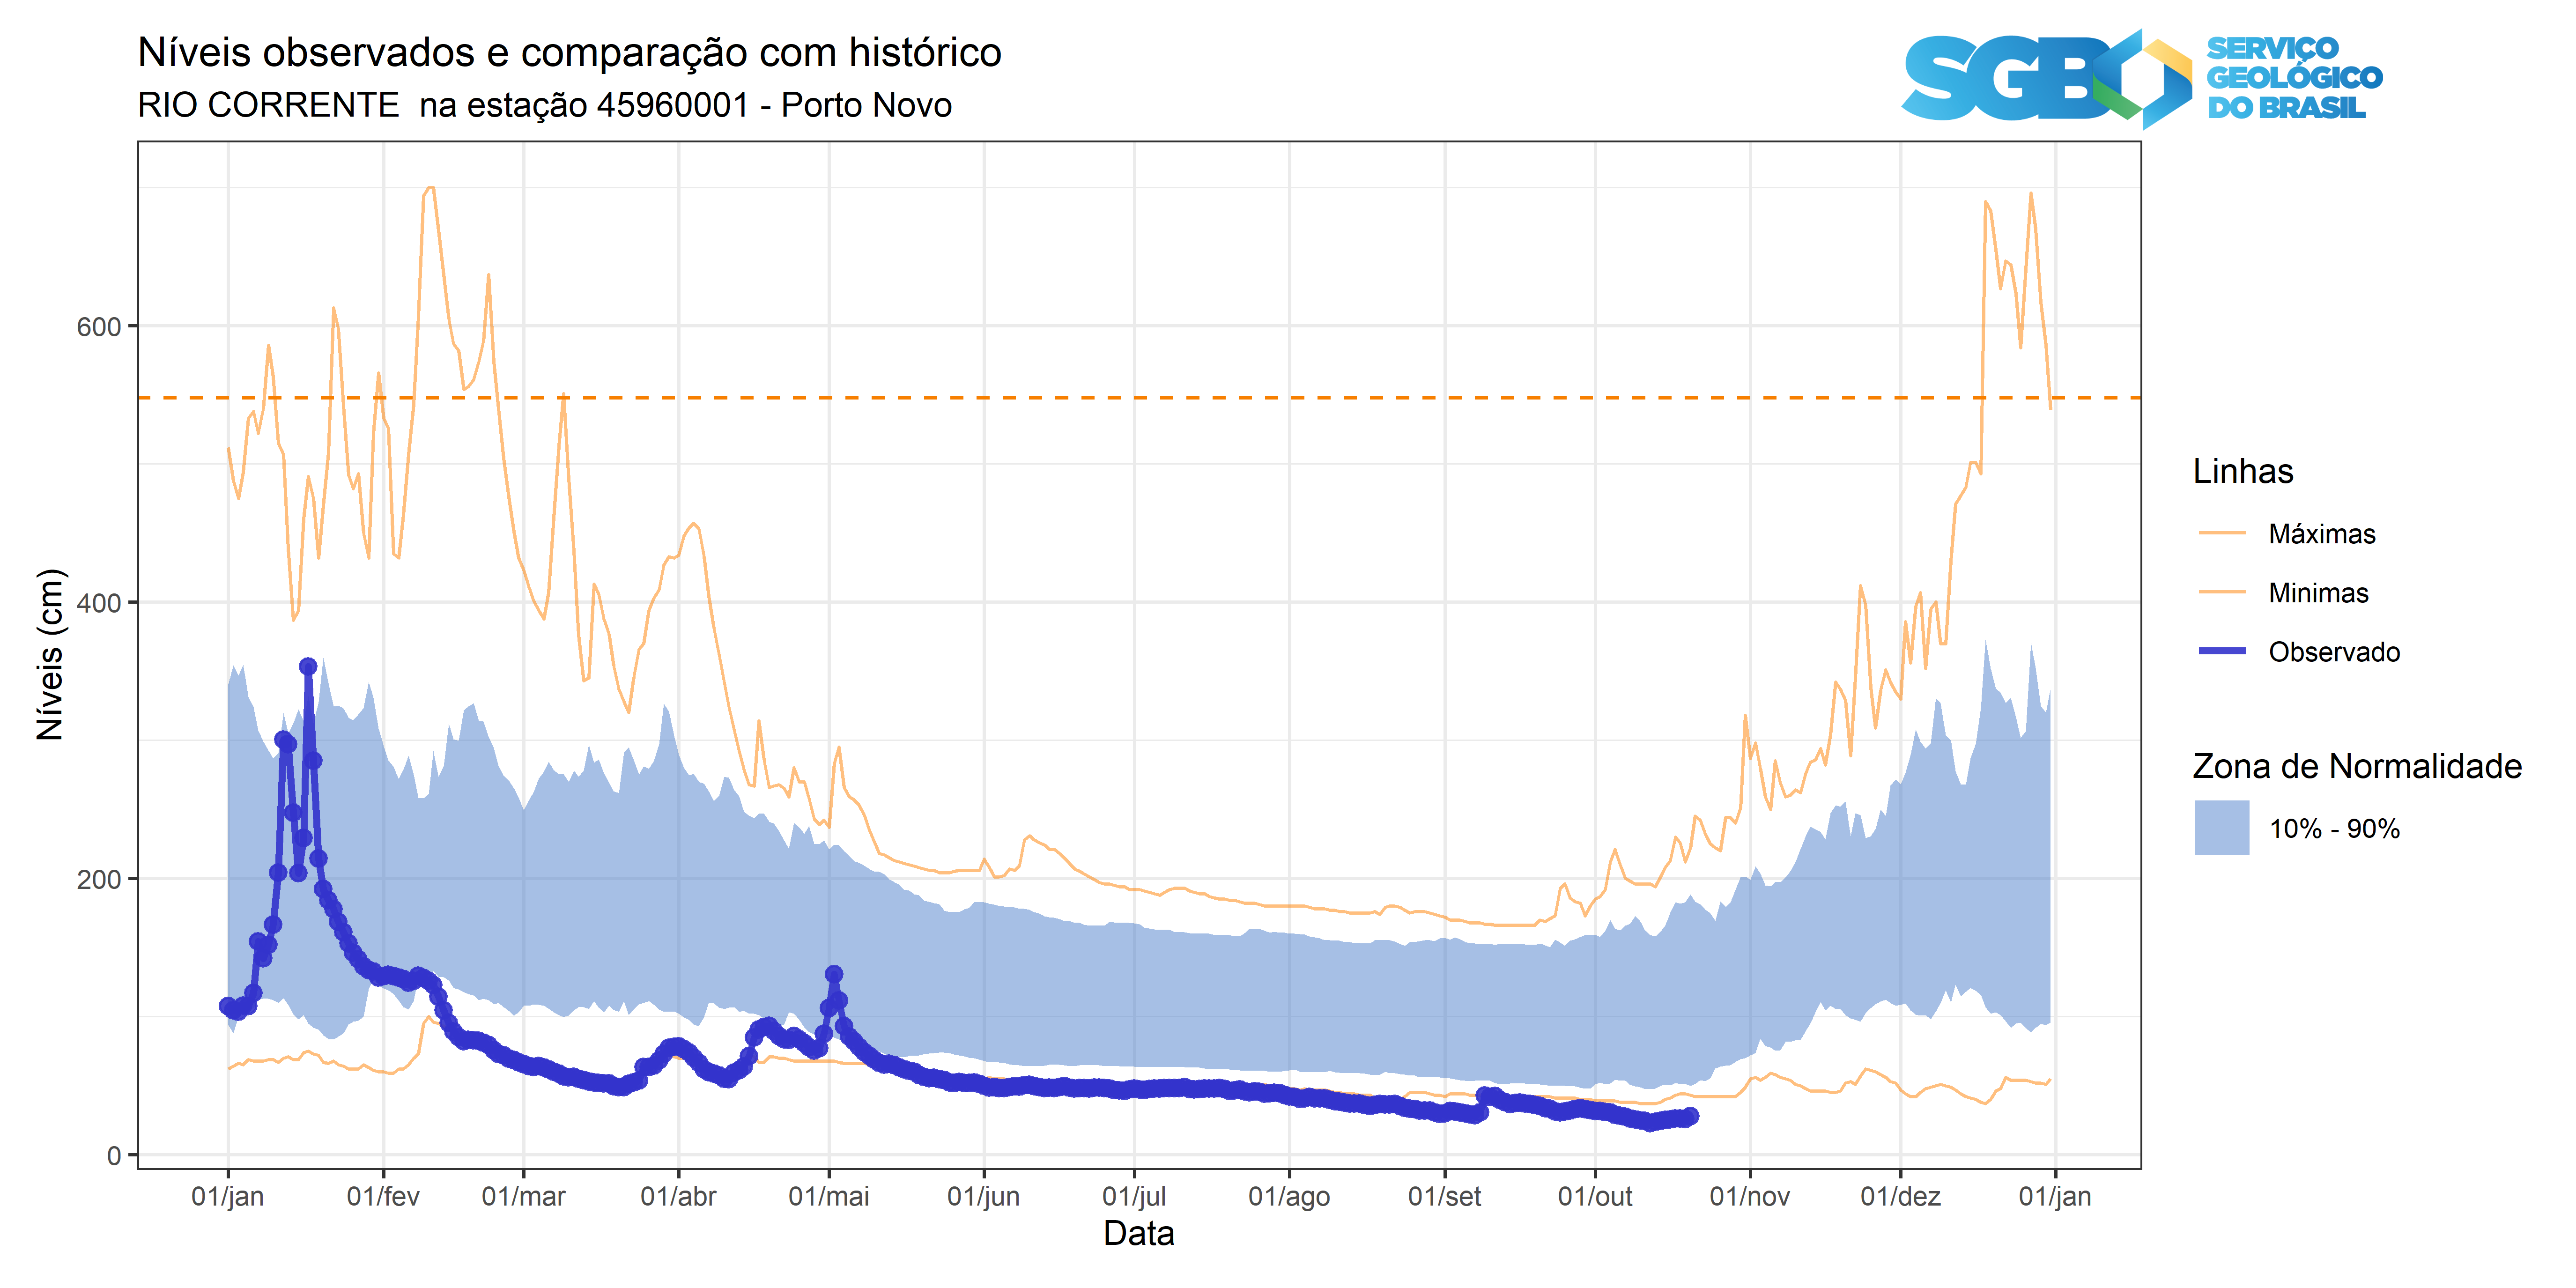 Níveis observados e comparação com histórico
RIO CORRENTE  na estação 45960001 - Porto Novo
SGB
SERVIÇO
GEOLÓGICO
DO BRASIL
Níveis (cm)
600
400
200
0
01/jan
01/fev
01/mar
01/abr
01/mai
01/jun
01/jul
01/ago
01/set
01/out
01/nov
01/dez
01/jan
Data
Linhas
Máximas
Minimas
Observado
Zona de Normalidade
10% - 90%